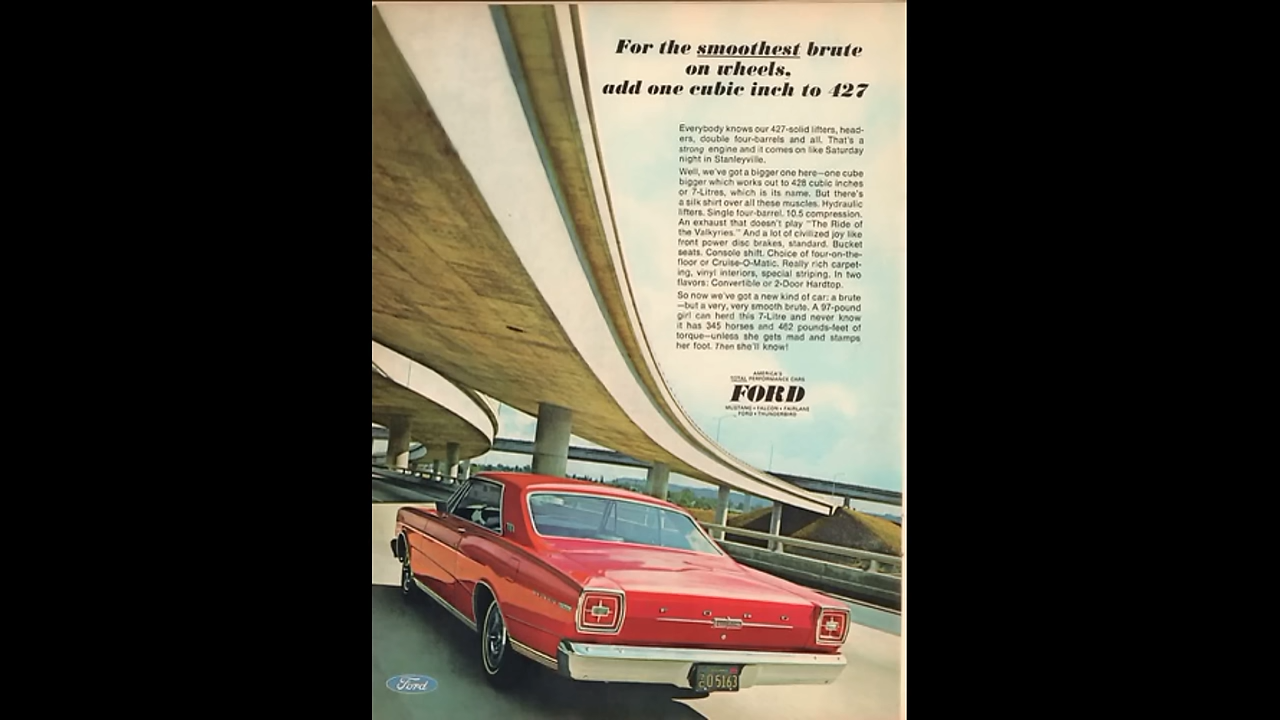 For the smoothest brute
on wheels,
add one cubic inch to 427
Everybody knows our 427-solid lifters, head-
ers, double four-barrels and all. That's a
strong engine and it comes on like Saturday
night in Stanleyville.
Well, we've got a bigger one here—one cube
bigger which works out to 428 cubic inches
or 7-Litres, which is its name. But there's
a silk shirt over all these muscles. Hydraulic
lifters. Single four-barrel. 10.5 compression.
An exhaust that doesn't play "The Ride of
the Valkyries." And a lot of civilized joy like
front power disc brakes, standard. Bucket
seats. Console shift. Choice of four-on-the-
floor or Cruise-O-Matic. Really rich carpet-
ing, vinyl interiors, special striping. In two
flavors: Convertible or 2-Door Hardtop.
So now we've got a new kind of car: a brute
—but a very, very smooth brute. A 97-pound
girl can herd this 7-Litre and never know
it has 345 horses and 462 pounds-feet of
torque—unless she gets mad and stamps
her foot. Then she'll know!
AMERICA'S
TOTAL PERFORMANCE CARS
FORD
MUSTANG • FALCON • FAIRLANE
FORD • THUNDERBIRD
FORD
05163
Ford